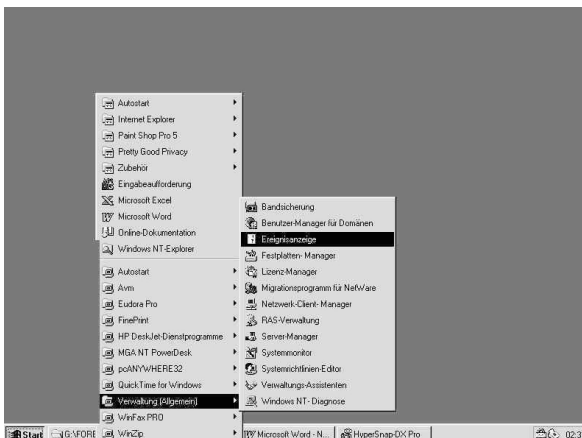 Autostart
Internet Explorer
Paint Shop Pro 5
Pretty Good Privacy
Zubehör
Eingabeaufforderung
Microsoft Excel
Microsoft Word
Online-Dokumentation
Windows NT-Explorer
Autostart
Avm
Eudora Pro
FinePrint
HP DeskJet-Dienstprogramme
MGA NT PowerDesk
pcANYWHERE32
QuickTime for Windows
Verwaltung (Allgemein)
WinFax PRO
WinZip
Bandsicherung
Benutzer-Manager für Domänen
Ereignisanzeige
Festplatten- Manager
Lizenz-Manager
Migrationsprogramm für NetWare
Netzwerk-Client- Manager
RAS-Verwaltung
Server-Manager
Systemmonitor
Systemrichtlinien-Editor
Verwaltungs-Assistenten
Windows NT- Diagnose
Start G:\FORE Microsoft Word - N... HyperSnap-DX Pro 02:3